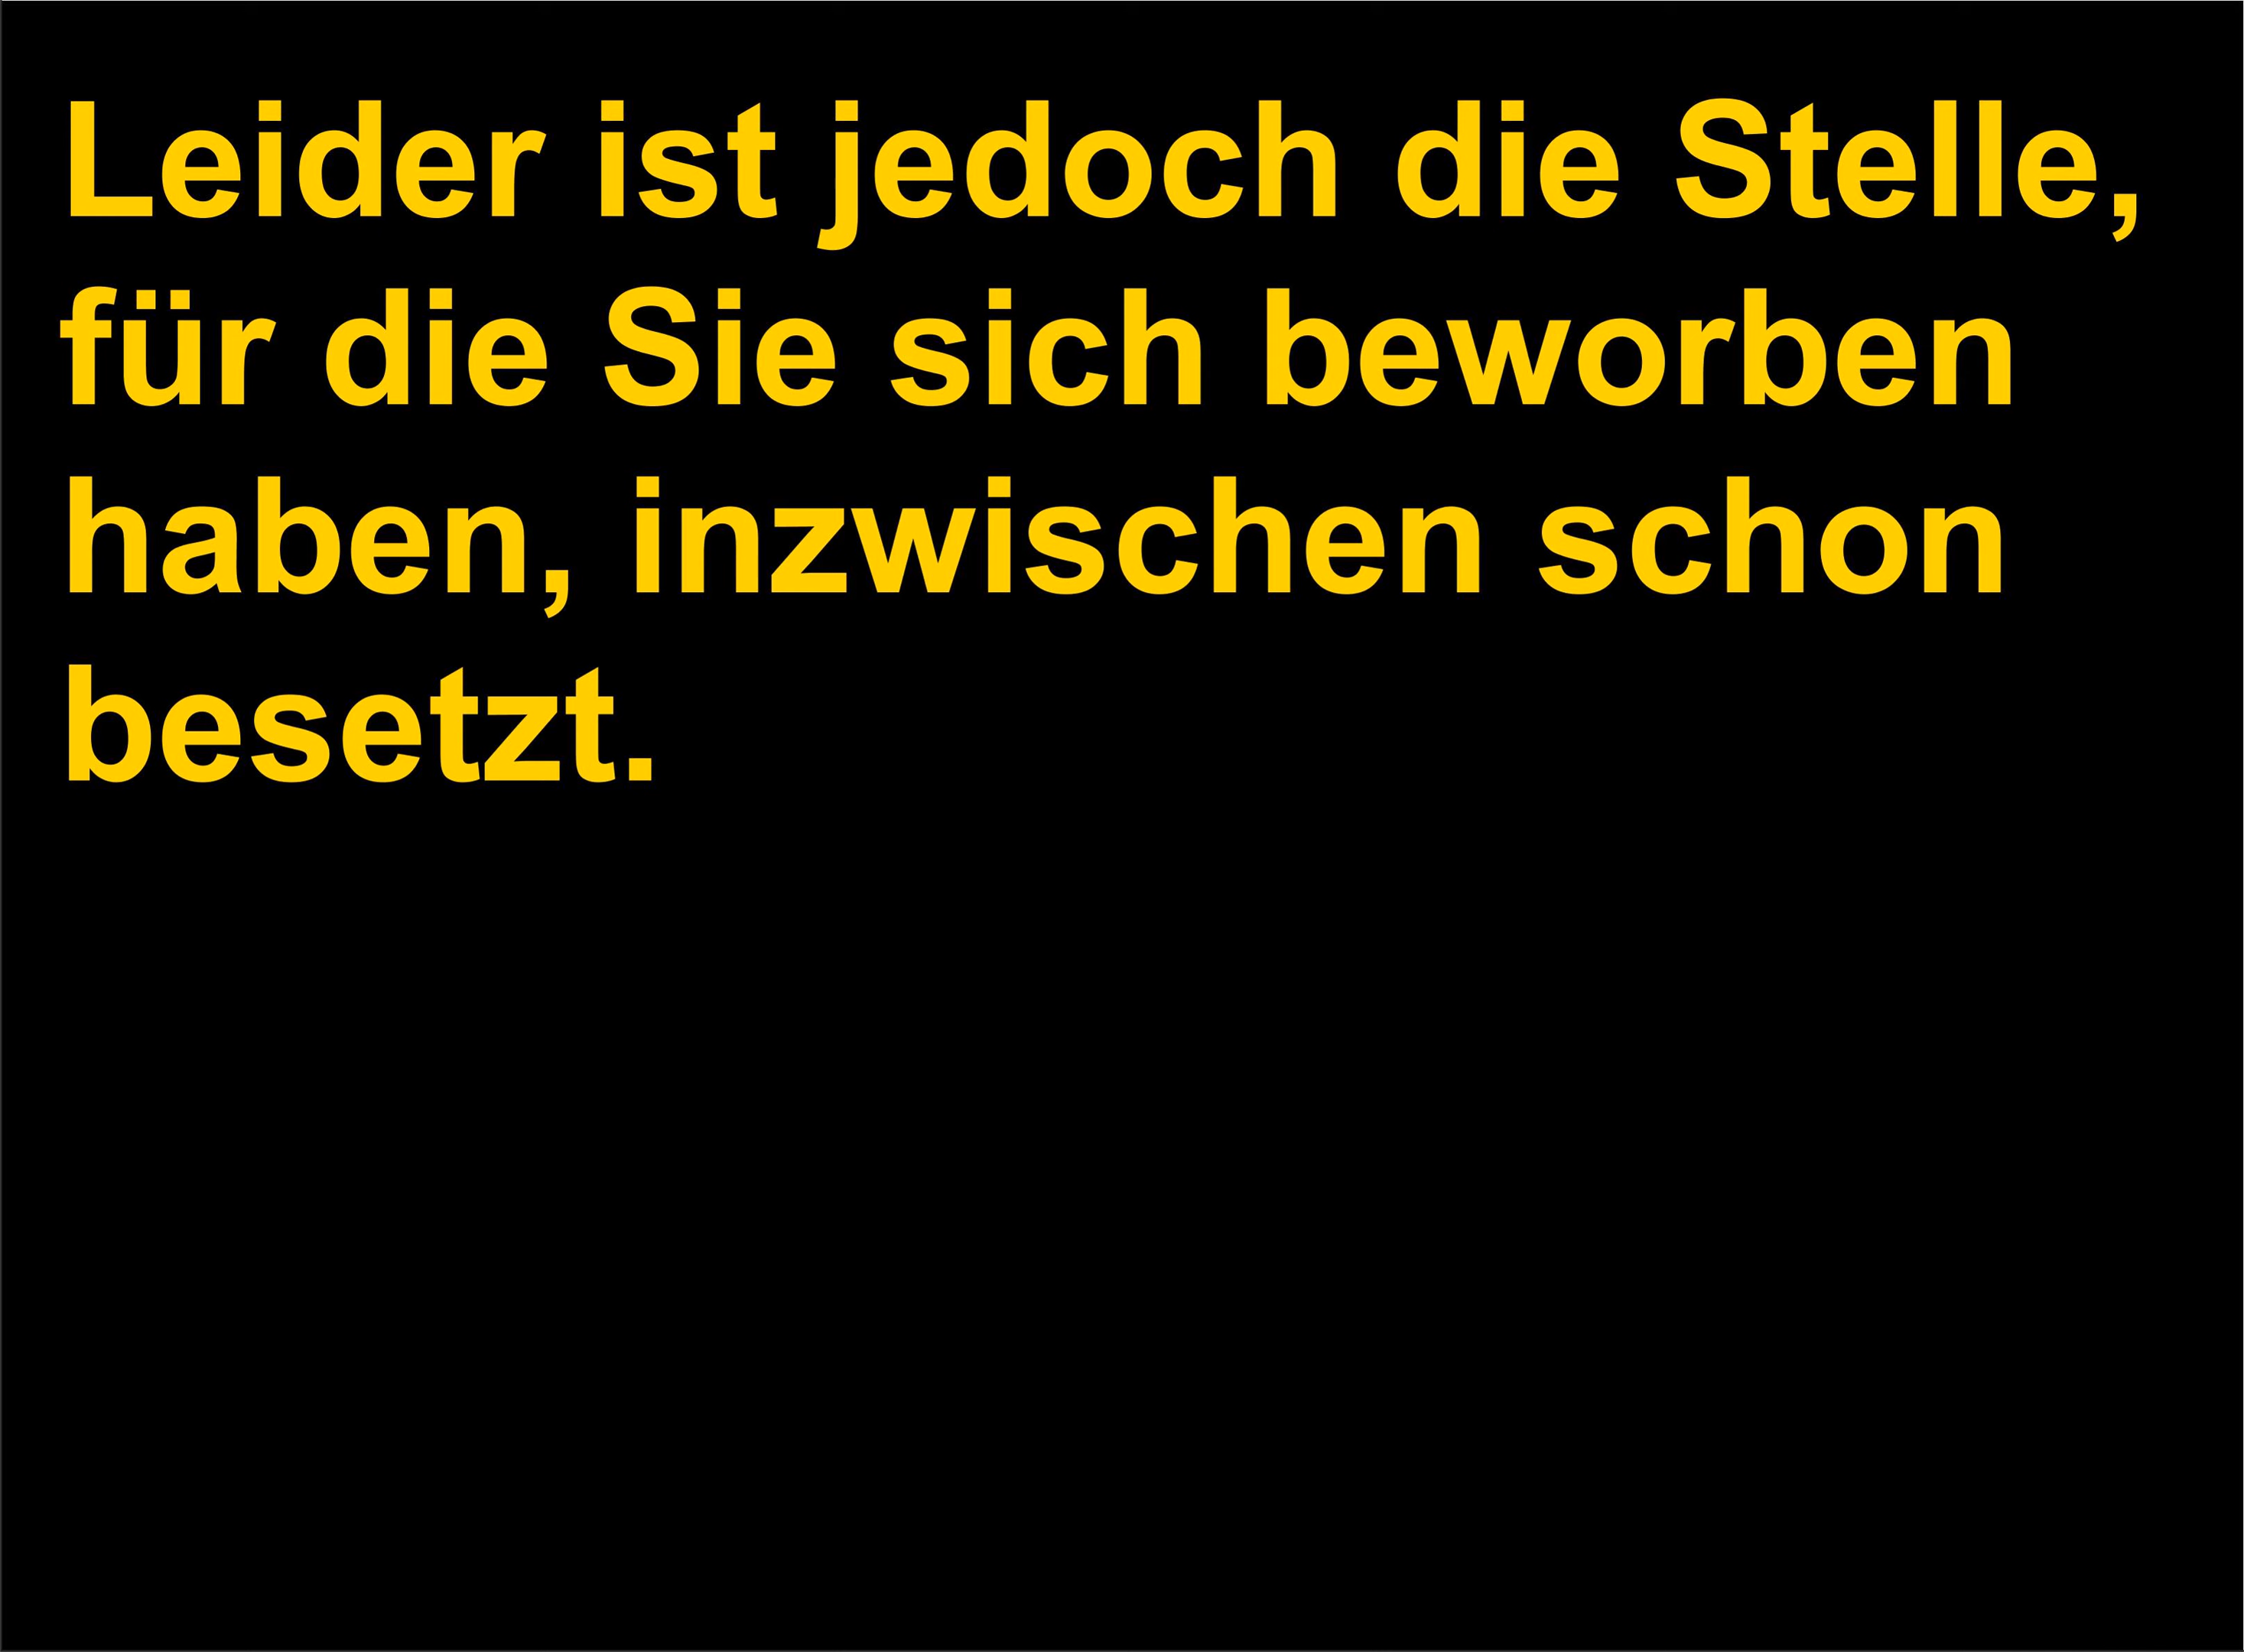 Leider ist jedoch die Stelle,
für die Sie sich beworben
haben, inzwischen schon
besetzt.